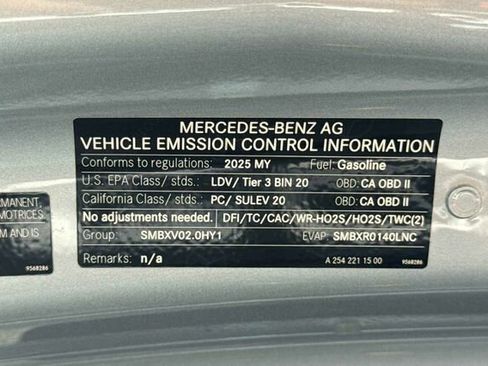 MERCEDES-BENZ AG
VEHICLE EMISSION CONTROL INFORMATION
Conforms to regulations: 2025 MY Fuel: Gasoline
U.S. EPA Class/ stds.: LDV/ Tier 3 BIN 20 OBD: CA OBD II
California Class/ stds.: PC/ SULEV 20 OBD: CA OBD II
No adjustments needed. DFI/TC/CAC/WR-HO2S/HO2S/TWC(2)
Group: SMBXV02.0HY1 EVAP: SMBXR0140LNC
Remarks: n/a A 254 221 15 00 9568286
MOTRICES.
M AND IS
9568286